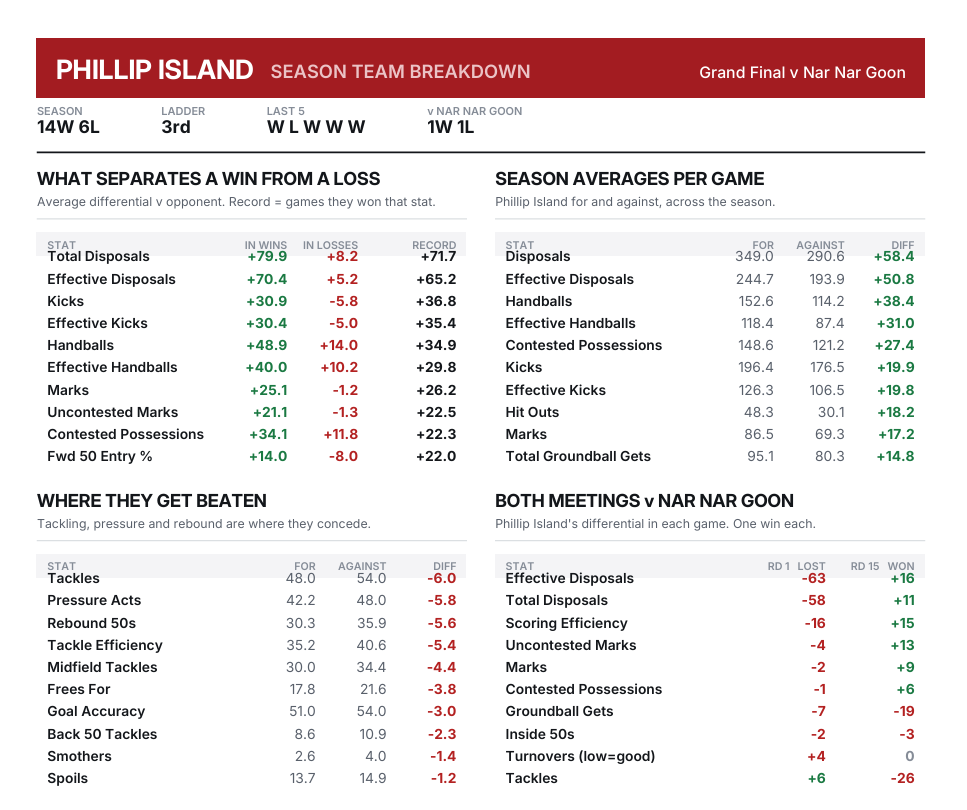 PHILLIP ISLAND SEASON TEAM BREAKDOWN Grand Final v Nar Nar Goon
SEASON LADDER LAST 5 v NAR NAR GOON
14W 6L 3rd W L W W W 1W 1L
WHAT SEPARATES A WIN FROM A LOSS
Average differential v opponent. Record = games they won that stat.
STAT IN WINS IN LOSSES RECORD
Total Disposals +79.9 +8.2 +71.7
Effective Disposals +70.4 +5.2 +65.2
Kicks +30.9 -5.8 +36.8
Effective Kicks +30.4 -5.0 +35.4
Handballs +48.9 +14.0 +34.9
Effective Handballs +40.0 +10.2 +29.8
Marks +25.1 -1.2 +26.2
Uncontested Marks +21.1 -1.3 +22.5
Contested Possessions +34.1 +11.8 +22.3
Fwd 50 Entry % +14.0 -8.0 +22.0
SEASON AVERAGES PER GAME
Phillip Island for and against, across the season.
STAT FOR AGAINST DIFF
Disposals 349.0 290.6 +58.4
Effective Disposals 244.7 193.9 +50.8
Handballs 152.6 114.2 +38.4
Effective Handballs 118.4 87.4 +31.0
Contested Possessions 148.6 121.2 +27.4
Kicks 196.4 176.5 +19.9
Effective Kicks 126.3 106.5 +19.8
Hit Outs 48.3 30.1 +18.2
Marks 86.5 69.3 +17.2
Total Groundball Gets 95.1 80.3 +14.8
WHERE THEY GET BEATEN
Tackling, pressure and rebound are where they concede.
STAT FOR AGAINST DIFF
Tackles 48.0 54.0 -6.0
Pressure Acts 42.2 48.0 -5.8
Rebound 50s 30.3 35.9 -5.6
Tackle Efficiency 35.2 40.6 -5.4
Midfield Tackles 30.0 34.4 -4.4
Frees For 17.8 21.6 -3.8
Goal Accuracy 51.0 54.0 -3.0
Back 50 Tackles 8.6 10.9 -2.3
Smothers 2.6 4.0 -1.4
Spoils 13.7 14.9 -1.2
BOTH MEETINGS v NAR NAR GOON
Phillip Island's differential in each game. One win each.
STAT RD 1 LOST RD 15 WON
Effective Disposals -63 +16
Total Disposals -58 +11
Scoring Efficiency -16 +15
Uncontested Marks -4 +13
Marks -2 +9
Contested Possessions -1 +6
Groundball Gets -7 -19
Inside 50s -2 -3
Turnovers (low=good) +4 0
Tackles +6 -26